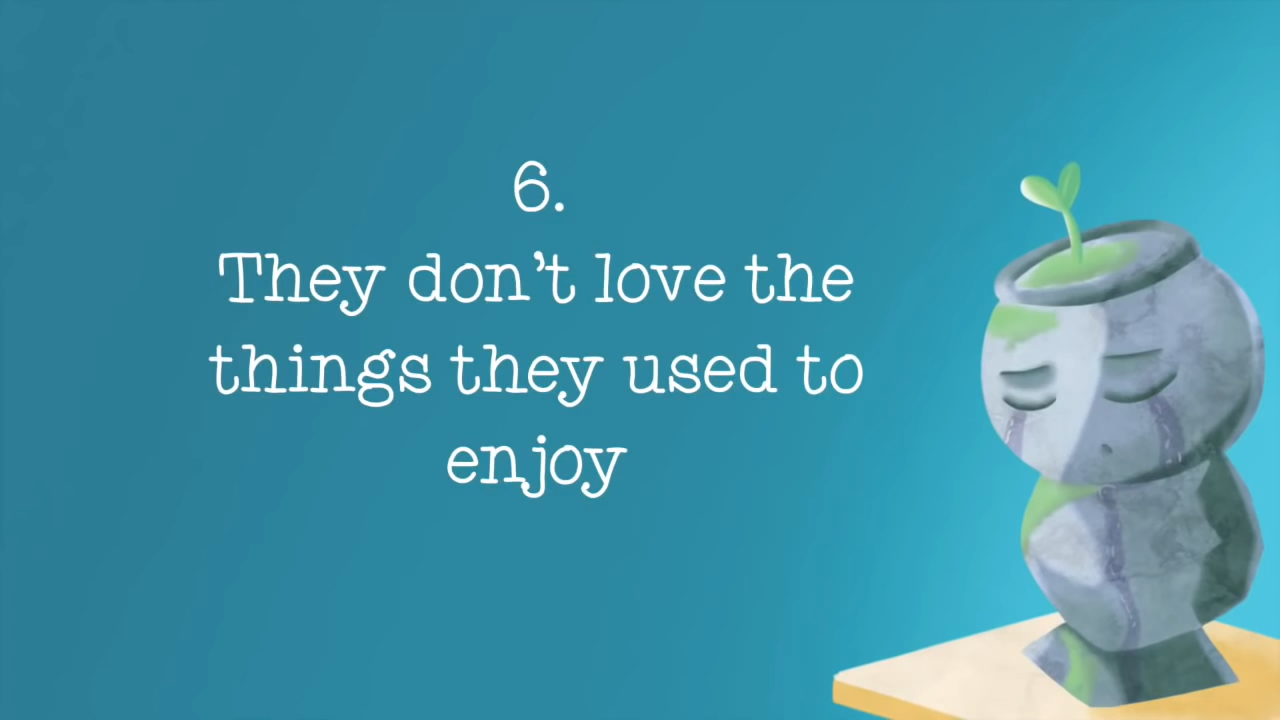 6.
They don’t love the
things they used to
enjoy